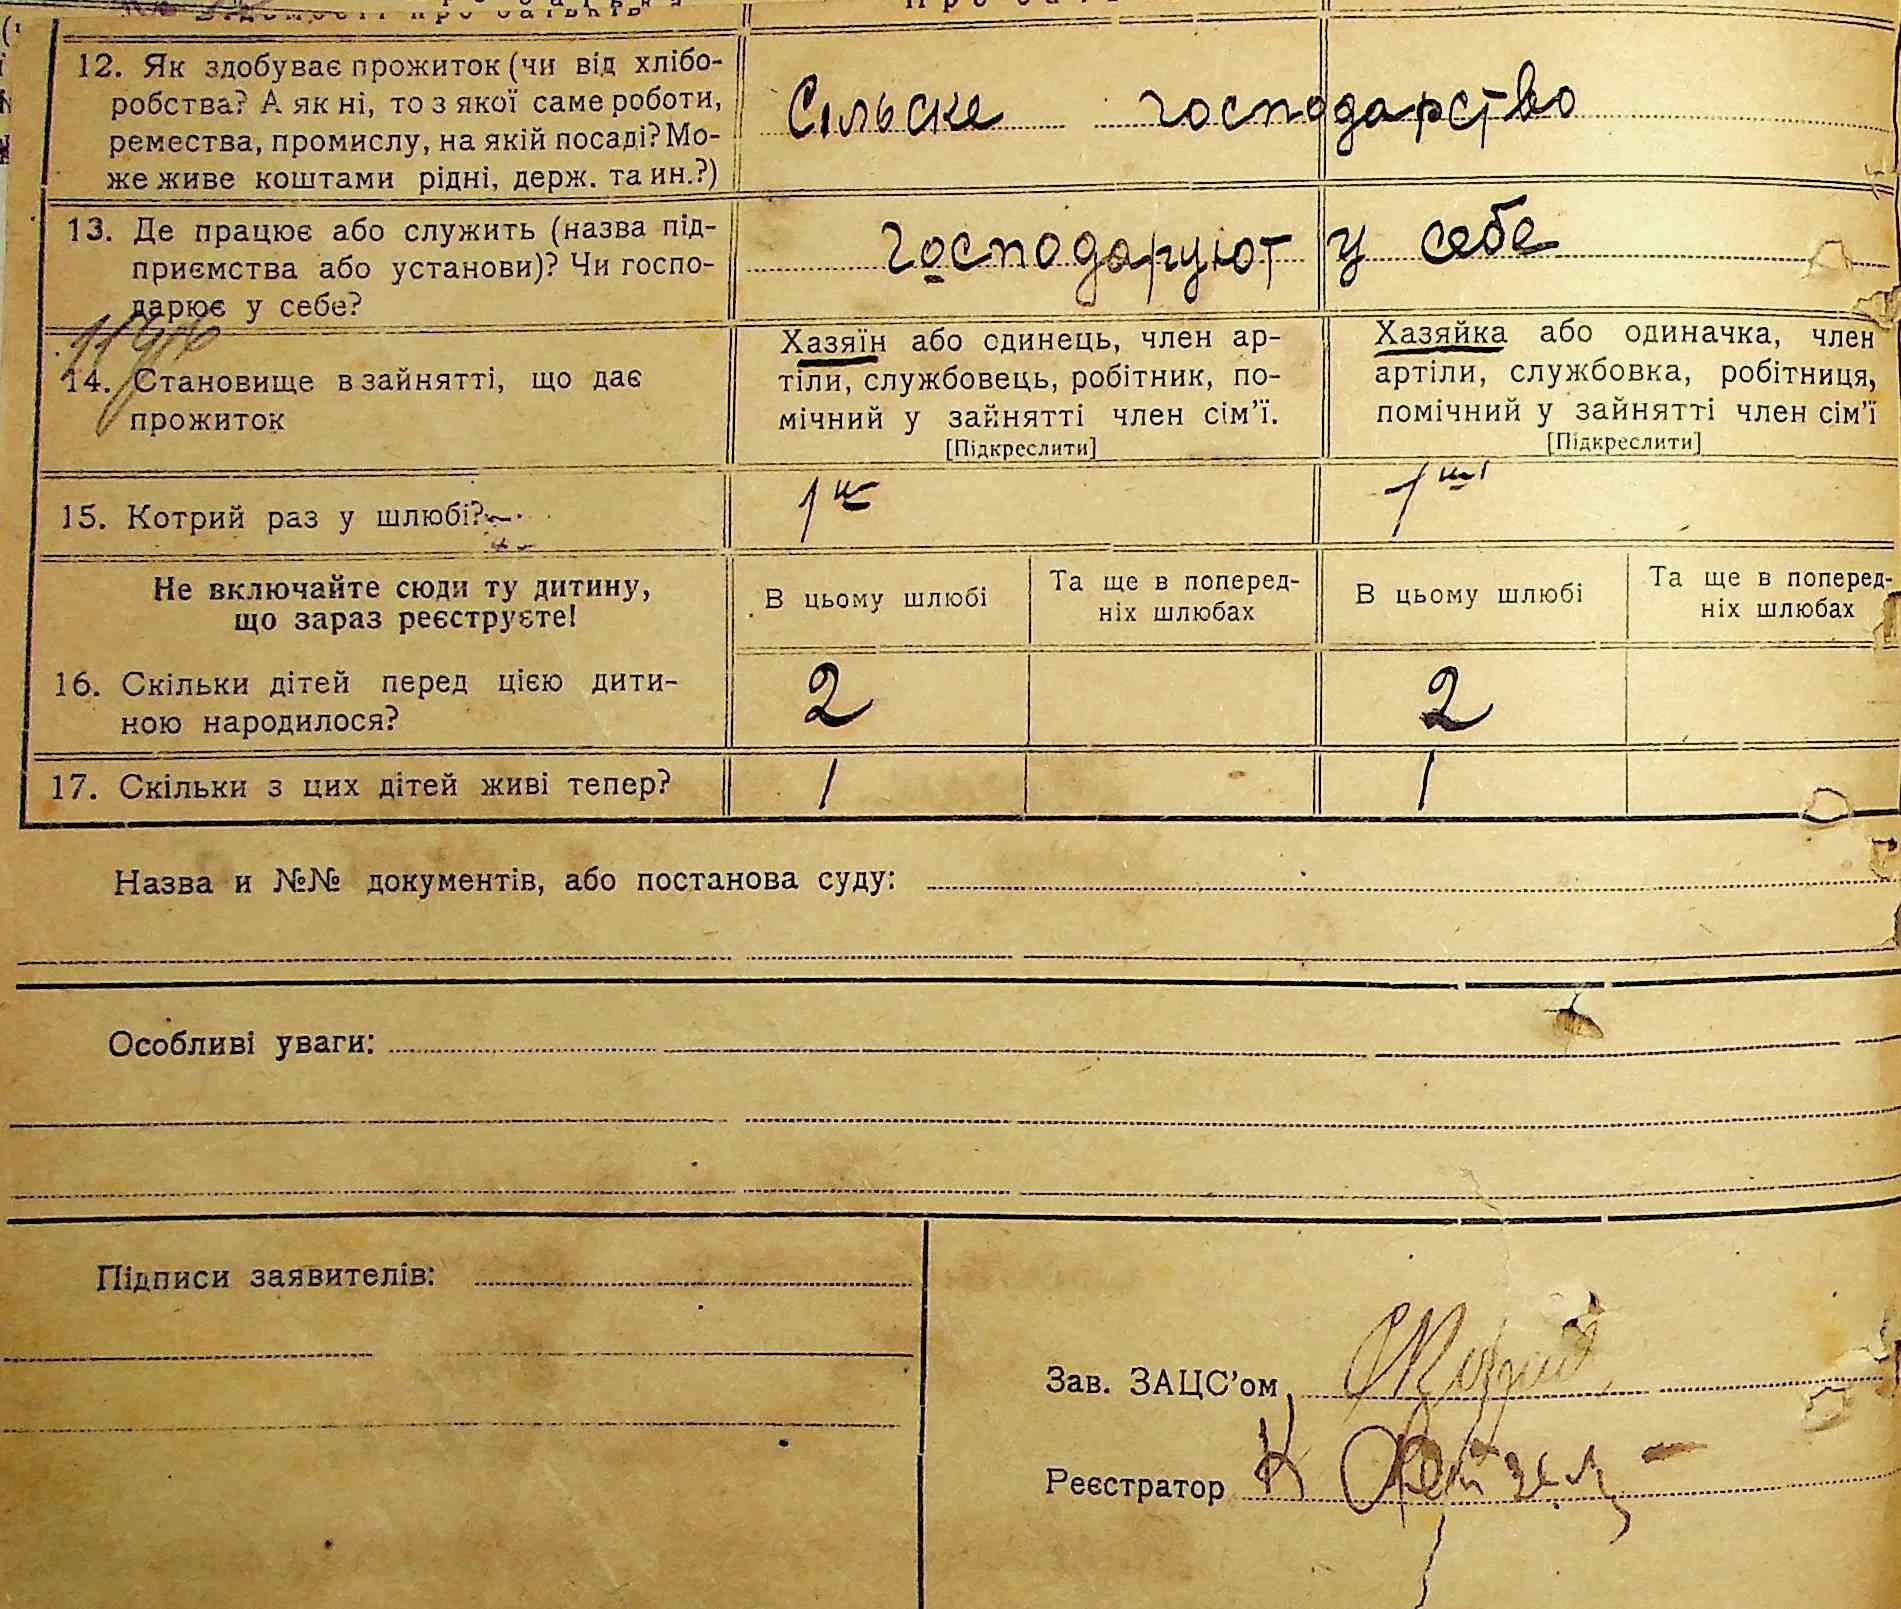 12. Як здобуває прожиток (чи від хлібо-
робства? А як ні, то з якої саме роботи,
ремества, промислу, на якій посаді? Мо-
же живе коштами рідні, держ. та ин.?)
Сільске господарство
13. Де працює або служить (назва під-
приємства або установи)? Чи госпо-
дарює у себе?
господаруют у себе
14. Становище в зайнятті, що дає
прожиток
Хазяїн або одинець, член ар-
тіли, службовець, робітник, по-
мічний у зайнятті член сім'ї.
[Підкреслити]
Хазяйка або одиначка, член
артіли, службовка, робітниця,
помічний у зайнятті член сім'ї
[Підкреслити]
15. Котрий раз у шлюбі?
1й
1ий
Не включайте сюди ту дитину,
що зараз реєструєте!
В цьому шлюбі
Та ще в поперед-
ніх шлюбах
В цьому шлюбі
Та ще в поперед-
ніх шлюбах
16. Скільки дітей перед цією дити-
ною народилося?
2
2
17. Скільки з цих дітей живі тепер?
1
1
Назва и №№ документів, або постанова суду:
Особливі уваги:
Підписи заявителів:
Зав. ЗАЦС'ом
Реєстратор К